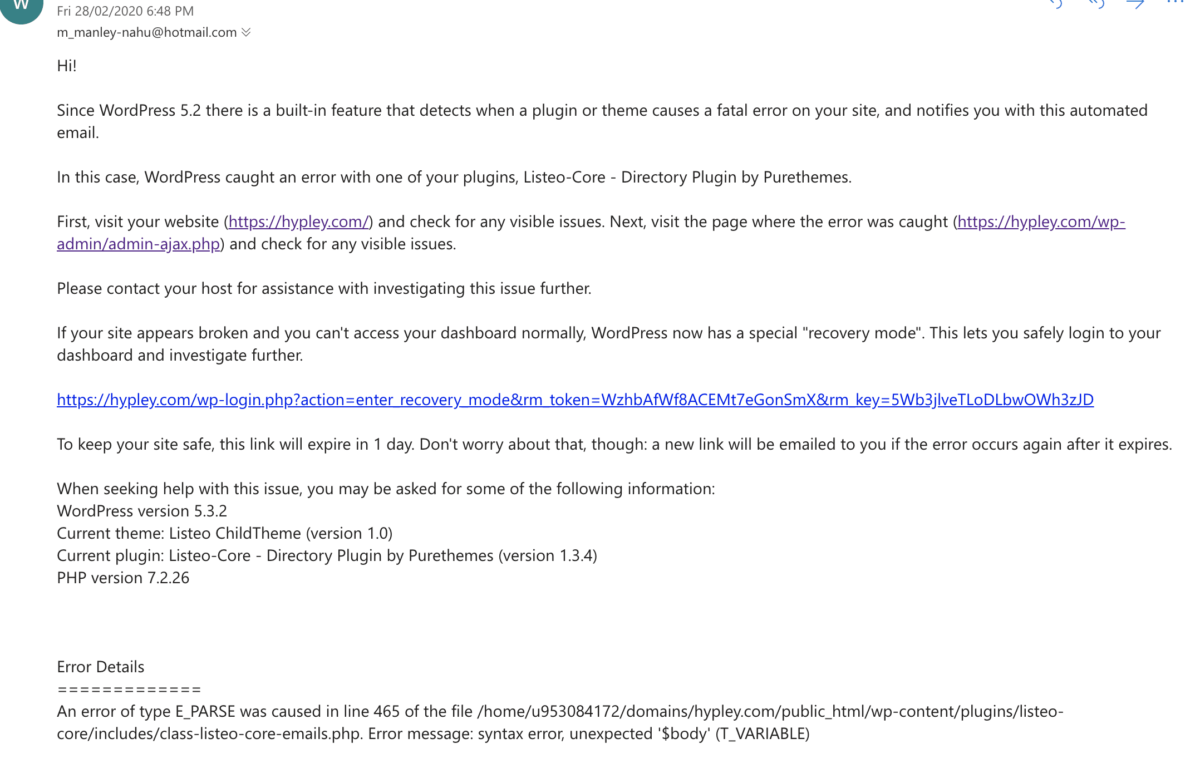 W
Fri 28/02/2020 6:48 PM
m_manley-nahu@hotmail.com
Hi!
Since WordPress 5.2 there is a built-in feature that detects when a plugin or theme causes a fatal error on your site, and notifies you with this automated
email.
In this case, WordPress caught an error with one of your plugins, Listeo-Core - Directory Plugin by Purethemes.
First, visit your website (https://hypley.com/) and check for any visible issues. Next, visit the page where the error was caught (https://hypley.com/wp-
admin/admin-ajax.php) and check for any visible issues.
Please contact your host for assistance with investigating this issue further.
If your site appears broken and you can't access your dashboard normally, WordPress now has a special "recovery mode". This lets you safely login to your
dashboard and investigate further.
https://hypley.com/wp-login.php?action=enter_recovery_mode&rm_token=WzhbAfWf8ACEMt7eGonSmX&rm_key=5Wb3jlveTLoDLbwOWh3zJD
To keep your site safe, this link will expire in 1 day. Don't worry about that, though: a new link will be emailed to you if the error occurs again after it expires.
When seeking help with this issue, you may be asked for some of the following information:
WordPress version 5.3.2
Current theme: Listeo ChildTheme (version 1.0)
Current plugin: Listeo-Core - Directory Plugin by Purethemes (version 1.3.4)
PHP version 7.2.26
Error Details
=============
An error of type E_PARSE was caused in line 465 of the file /home/u953084172/domains/hypley.com/public_html/wp-content/plugins/listeo-
core/includes/class-listeo-core-emails.php. Error message: syntax error, unexpected '$body' (T_VARIABLE)